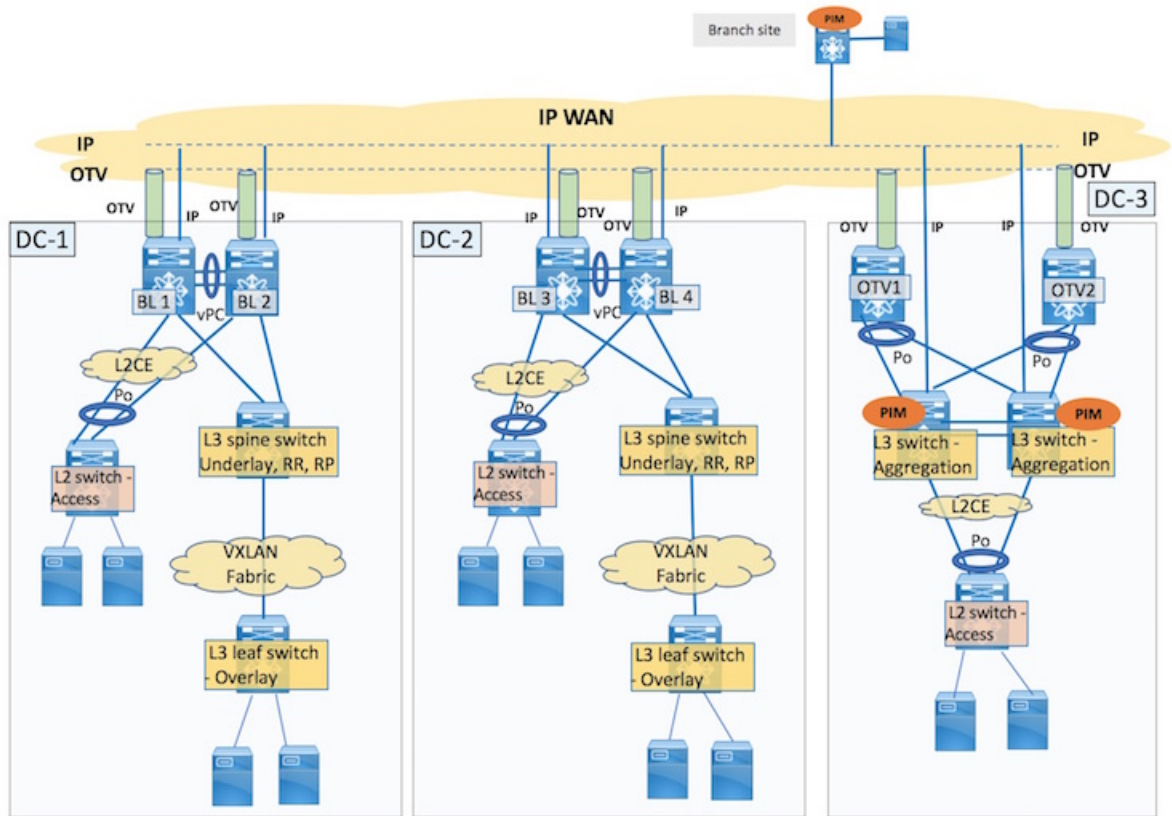 PIM
Branch site
IP WAN
IP
IP
OTV
OTV
DC-3
OTV
IP
OTV
IP
IP
OTV
OTV
IP
OTV
IP
IP
OTV
DC-1
DC-2
BL 1
BL 2
vPC
BL 3
BL 4
vPC
OTV1
OTV2
L2CE
Po
L2CE
Po
Po
Po
PIM
PIM
L3 spine switch
Underlay, RR, RP
L3 spine switch
Underlay, RR, RP
L3 switch -
Aggregation
L3 switch -
Aggregation
L2 switch -
Access
L2 switch -
Access
L2CE
Po
VXLAN
Fabric
VXLAN
Fabric
L2 switch -
Access
L3 leaf switch
- Overlay
L3 leaf switch
- Overlay